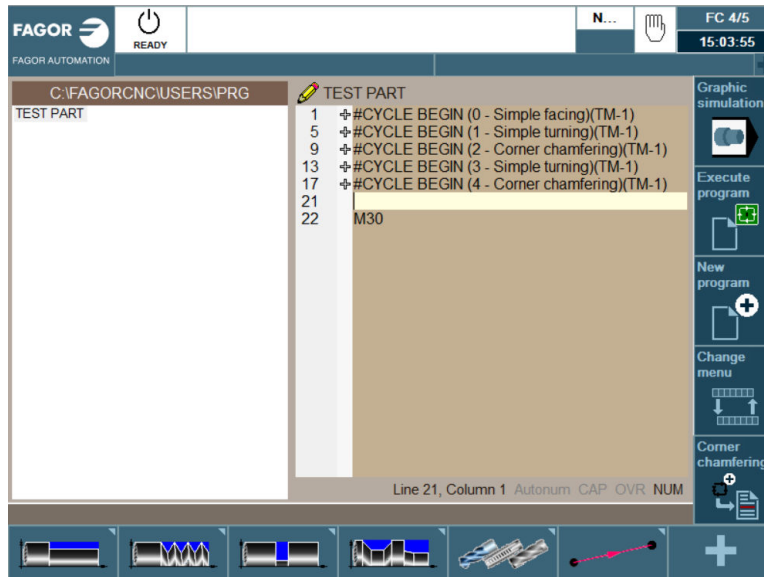 FAGOR
READY
N...
FC 4/5
15:03:55
FAGOR AUTOMATION
C:\FAGORCNC\USERS\PRG
TEST PART
TEST PART
1 #CYCLE BEGIN (0 - Simple facing)(TM-1)
5 #CYCLE BEGIN (1 - Simple turning)(TM-1)
9 #CYCLE BEGIN (2 - Corner chamfering)(TM-1)
13 #CYCLE BEGIN (3 - Simple turning)(TM-1)
17 #CYCLE BEGIN (4 - Corner chamfering)(TM-1)
21
22 M30
Line 21, Column 1 Autonum CAP OVR NUM
Graphic
simulation
Execute
program
New
program
Change
menu
Corner
chamfering